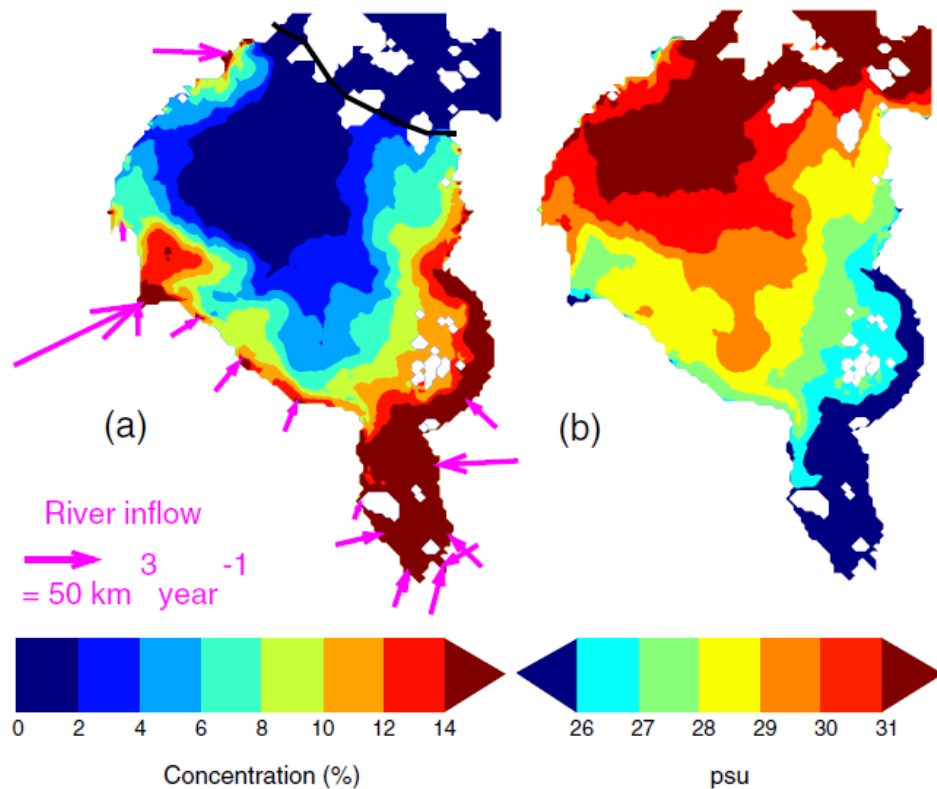 (a)
(b)
River inflow
3 -1
= 50 km year
0 2 4 6 8 10 12 14
26 27 28 29 30 31
Concentration (%)
psu